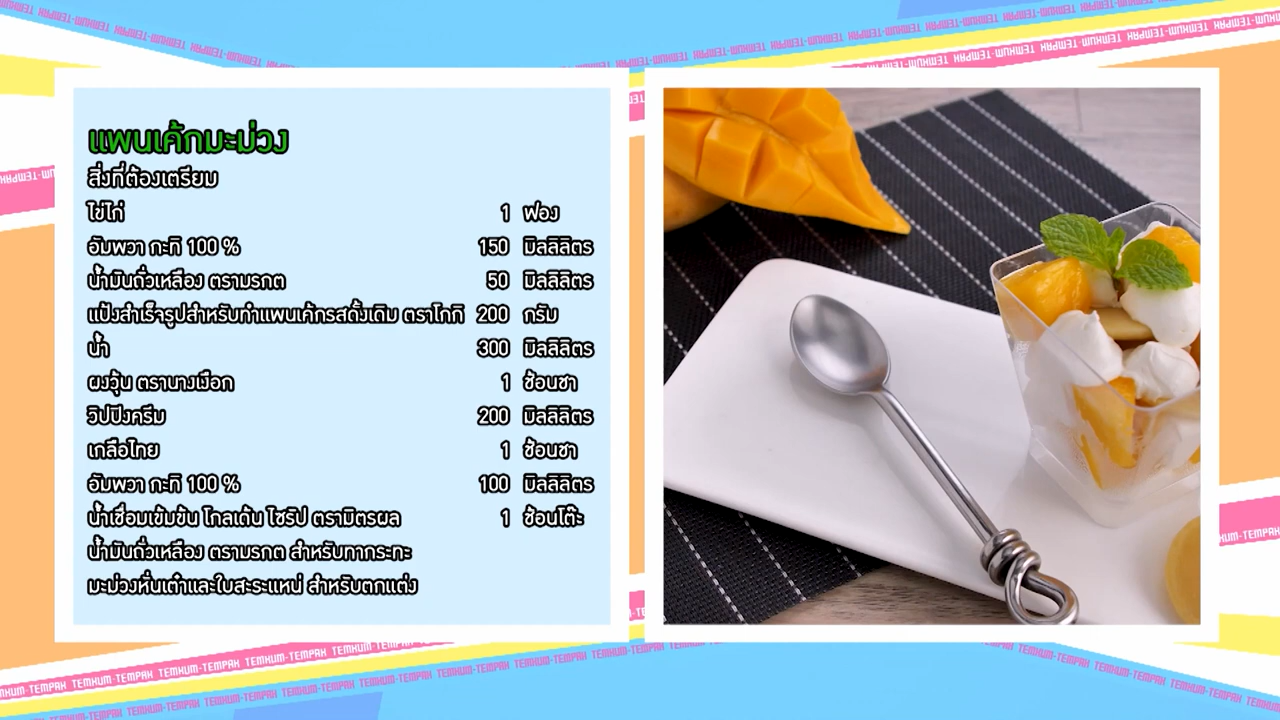 แพนเค้กมะม่วง
สิ่งที่ต้องเตรียม
ไข่ไก่ 1 ฟอง
อัมพวา กะทิ 100 % 150 มิลลิลิตร
น้ำมันถั่วเหลือง ตรามรกต 50 มิลลิลิตร
แป้งสำเร็จรูปสำหรับทำแพนเค้กรสดั้งเดิม ตราโกกิ 200 กรัม
น้ำ 300 มิลลิลิตร
ผงวุ้น ตรานางเงือก 1 ช้อนชา
วิปปิงครีม 200 มิลลิลิตร
เกลือไทย 1 ช้อนชา
อัมพวา กะทิ 100 % 100 มิลลิลิตร
น้ำเชื่อมเข้มข้น โกลเด้น ไซรัป ตรามิตรผล 1 ช้อนโต๊ะ
น้ำมันถั่วเหลือง ตรามรกต สำหรับทากระทะ
มะม่วงหั่นเต๋าและใบสะระแหน่ สำหรับตกแต่ง
TEMXUM-TEMPAK